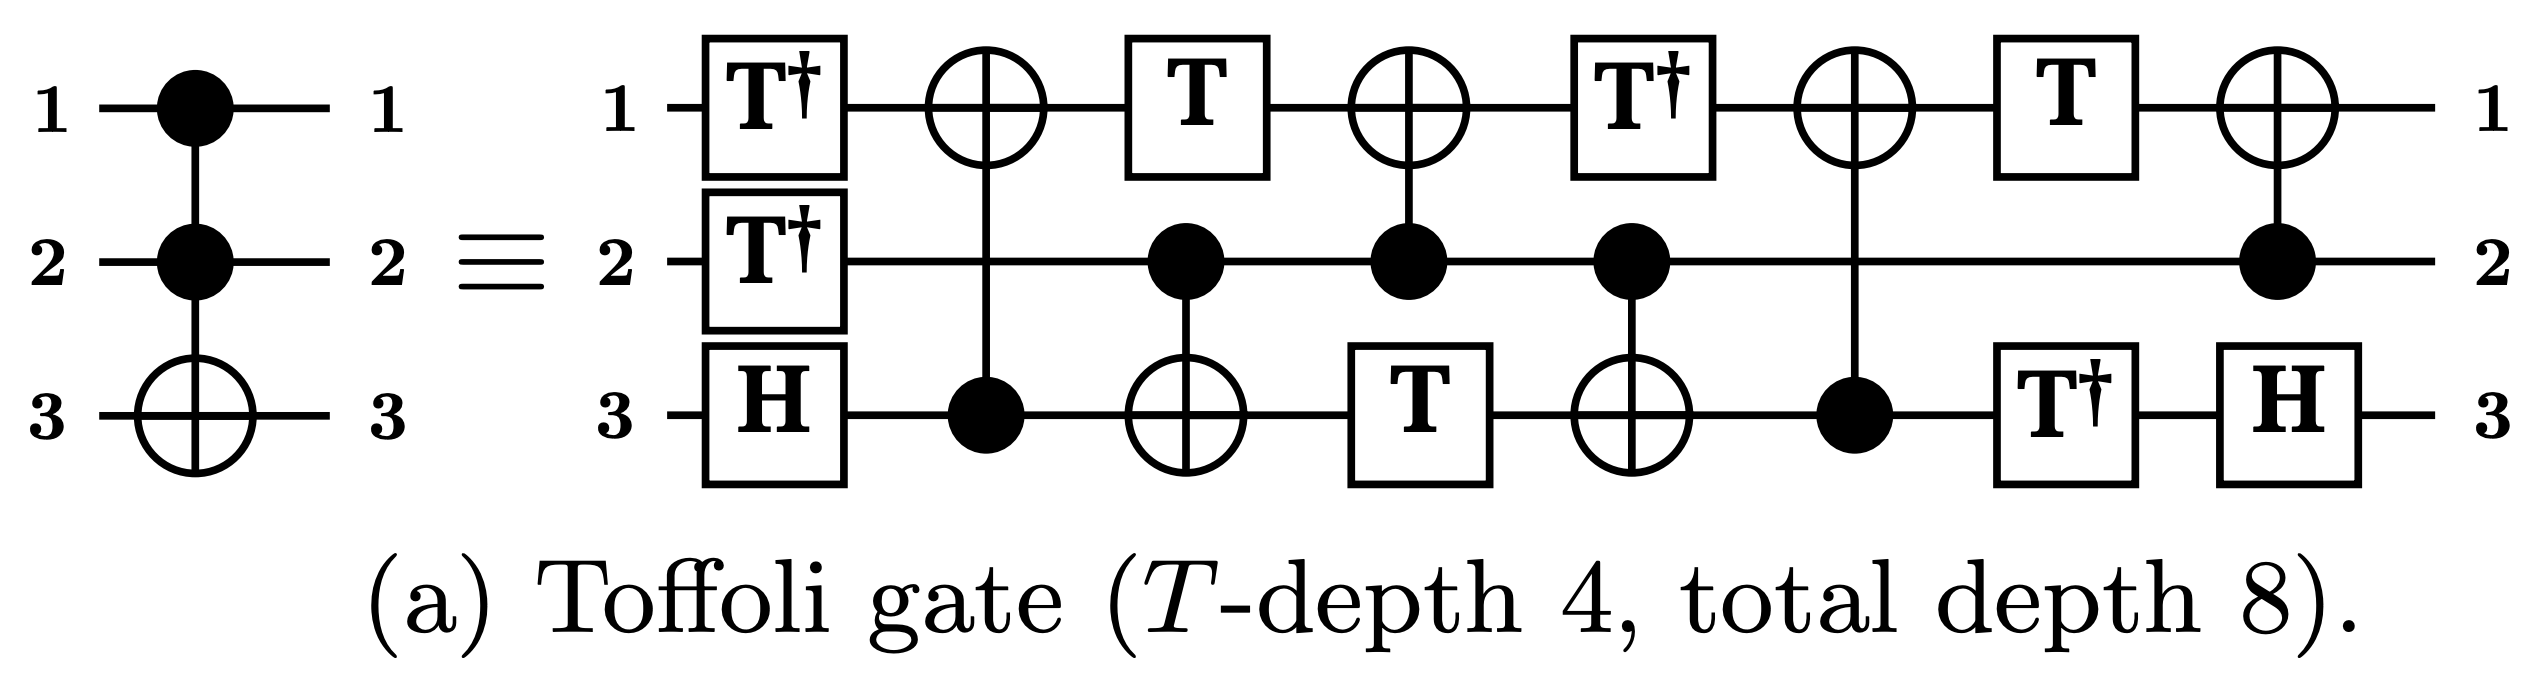 1 1 1 T† T T† T 1
2 2 ≡ 2 T† 2
3 3 3 H T T† H 3
(a) Toffoli gate (T-depth 4, total depth 8).